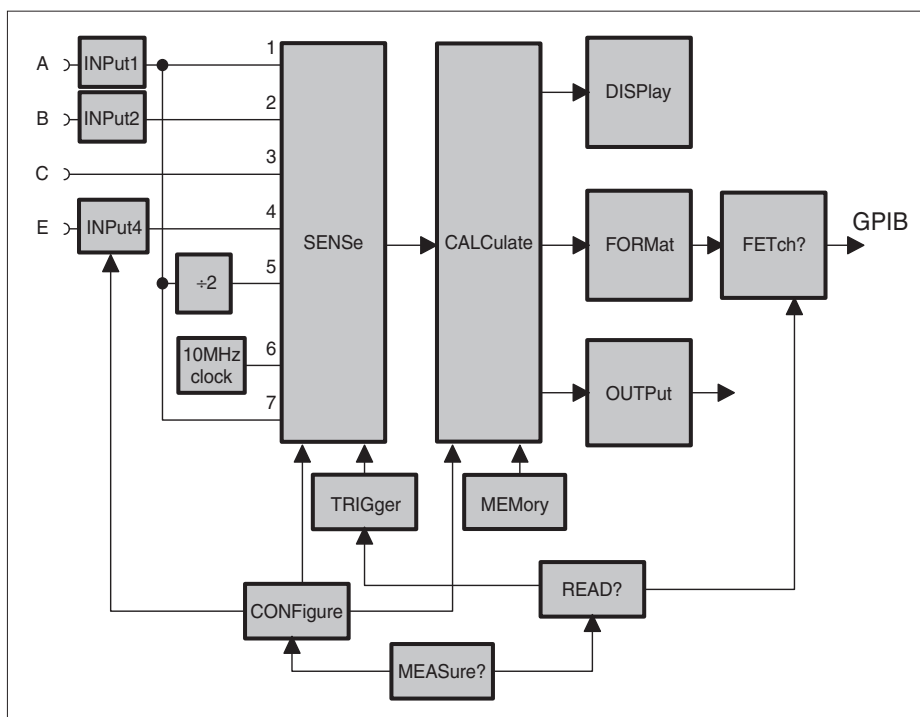 A
INPut1
1
B
INPut2
2
C
3
E
INPut4
4
÷2
5
10MHz
clock
6
7
SENSe
CALCulate
DISPlay
FORMat
FETch?
GPIB
OUTPut
TRIGger
MEMory
CONFigure
READ?
MEASure?